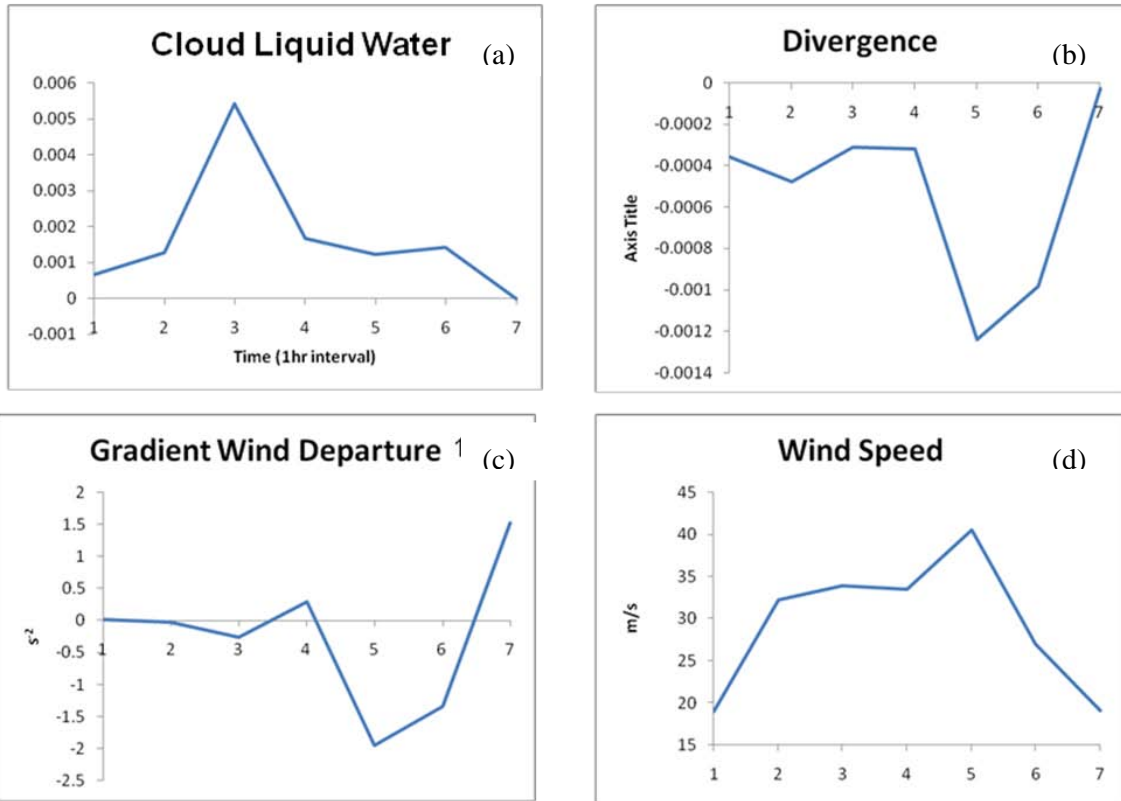 Cloud Liquid Water (a)
0.006
0.005
0.004
0.003
0.002
0.001
0
-0.001
1 2 3 4 5 6 7
Time (1hr interval)
Divergence (b)
0
-0.0002
-0.0004
-0.0006
-0.0008
-0.001
-0.0012
-0.0014
1 2 3 4 5 6 7
Axis Title
Gradient Wind Departure 1 (c)
2
1.5
1
0.5
0
-0.5
-1
-1.5
-2
-2.5
1 2 3 4 5 6 7
s⁻²
Wind Speed (d)
45
40
35
30
25
20
15
1 2 3 4 5 6 7
m/s